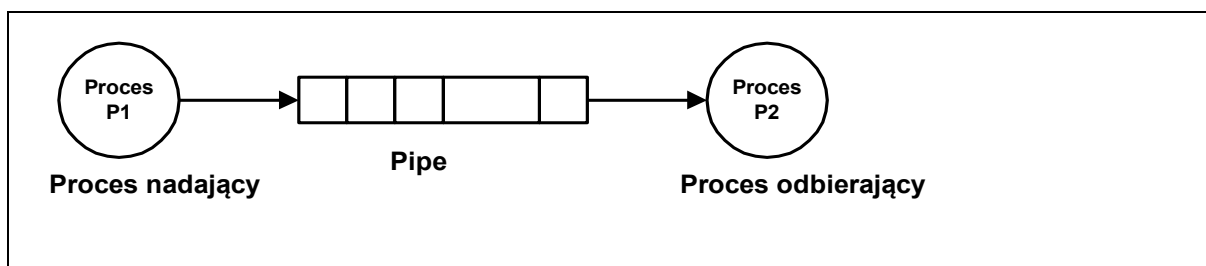 Proces
P1
Proces
P2
Pipe
Proces nadający
Proces odbierający